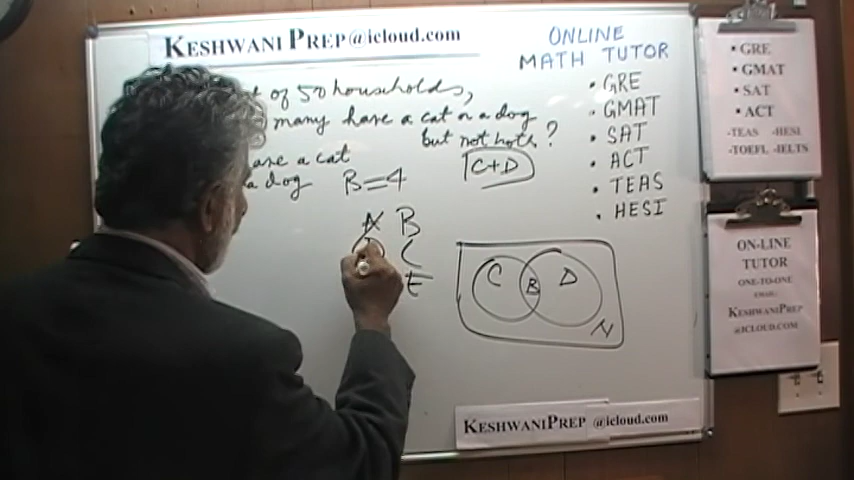 KESHWANI PREP@icloud.com
of 50 households,
many have a cat or a dog
but not both?
have a cat
a dog
B=4
C+D
A B
C
E
C
B
D
N
ONLINE
MATH TUTOR
• GRE
• GMAT
• SAT
• ACT
• TEAS
• HESI
• GRE
• GMAT
• SAT
• ACT
-TEAS -HESI
-TOEFL -IELTS
ON-LINE
TUTOR
ONE-TO-ONE
EMAIL:
KESHWANIPREP
@ICLOUD.COM
KESHWANIPREP @icloud.com